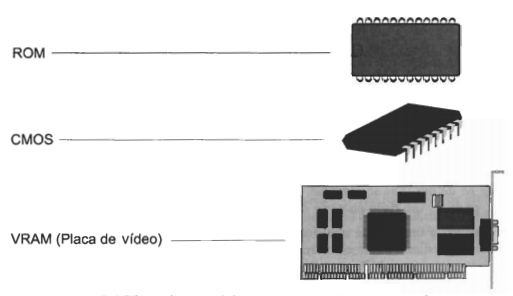 ROM
CMOS
VRAM (Placa de vídeo)